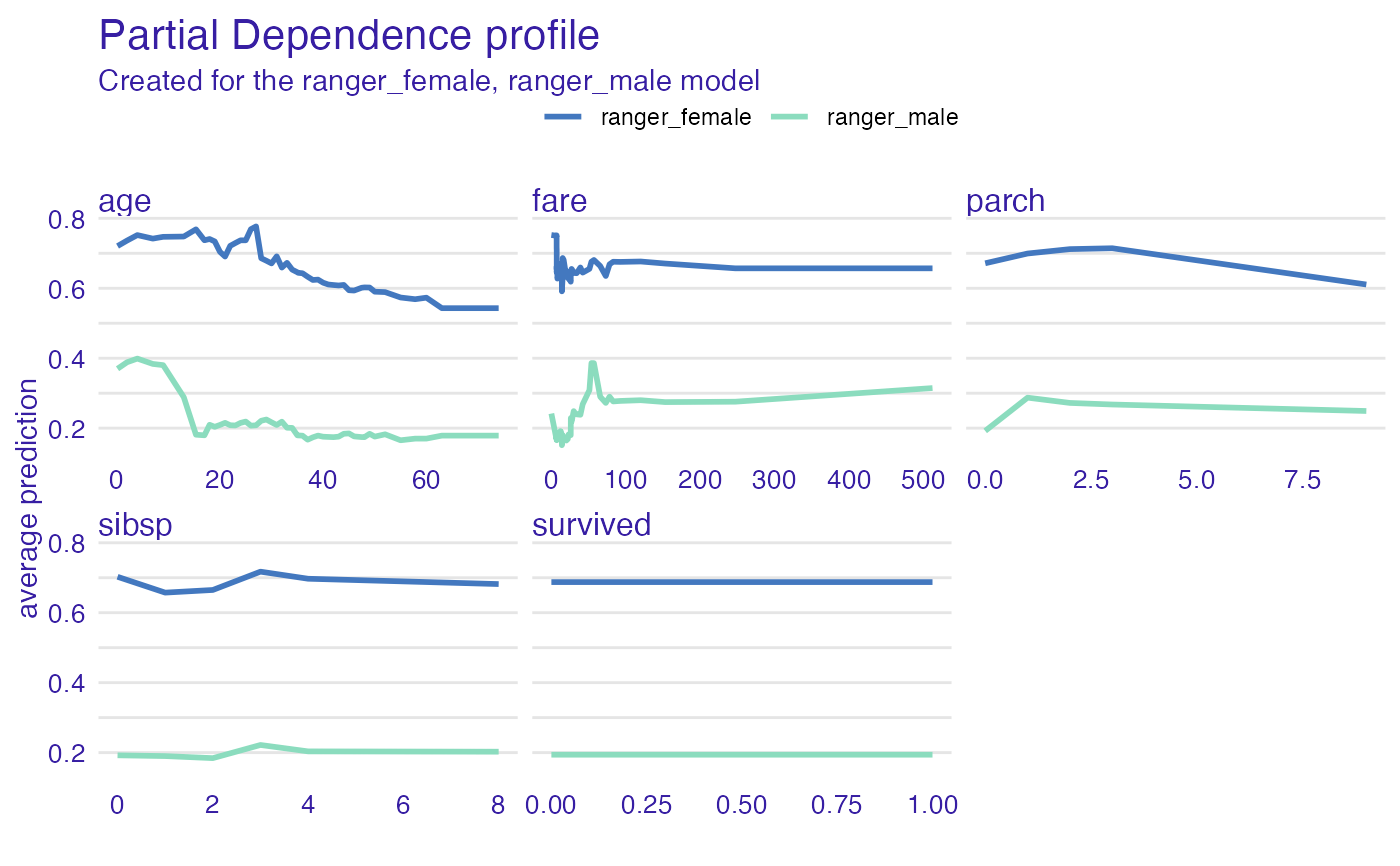 Partial Dependence profile
Created for the ranger_female, ranger_male model
ranger_female ranger_male
age fare parch
0.8
0.6
0.4
0.2
average prediction
0 20 40 60 0 100 200 300 400 500 0.0 2.5 5.0 7.5
sibsp survived
0.8
0.6
0.4
0.2
0 2 4 6 8 0.00 0.25 0.50 0.75 1.00